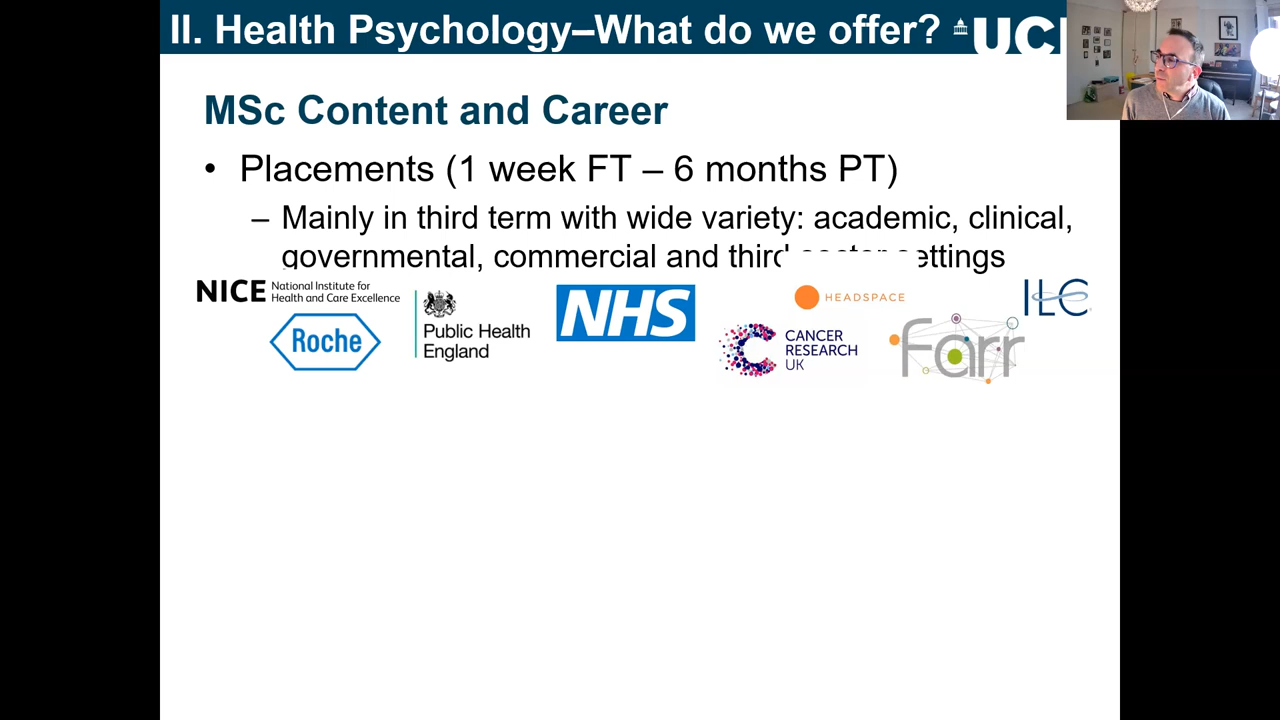 II. Health Psychology–What do we offer?
MSc Content and Career
• Placements (1 week FT – 6 months PT)
– Mainly in third term with wide variety: academic, clinical,
governmental, commercial and third sector settings
NICE National Institute for
Health and Care Excellence
Roche
Public Health
England
NHS
HEADSPACE
CANCER
RESEARCH
UK
farr
ILC